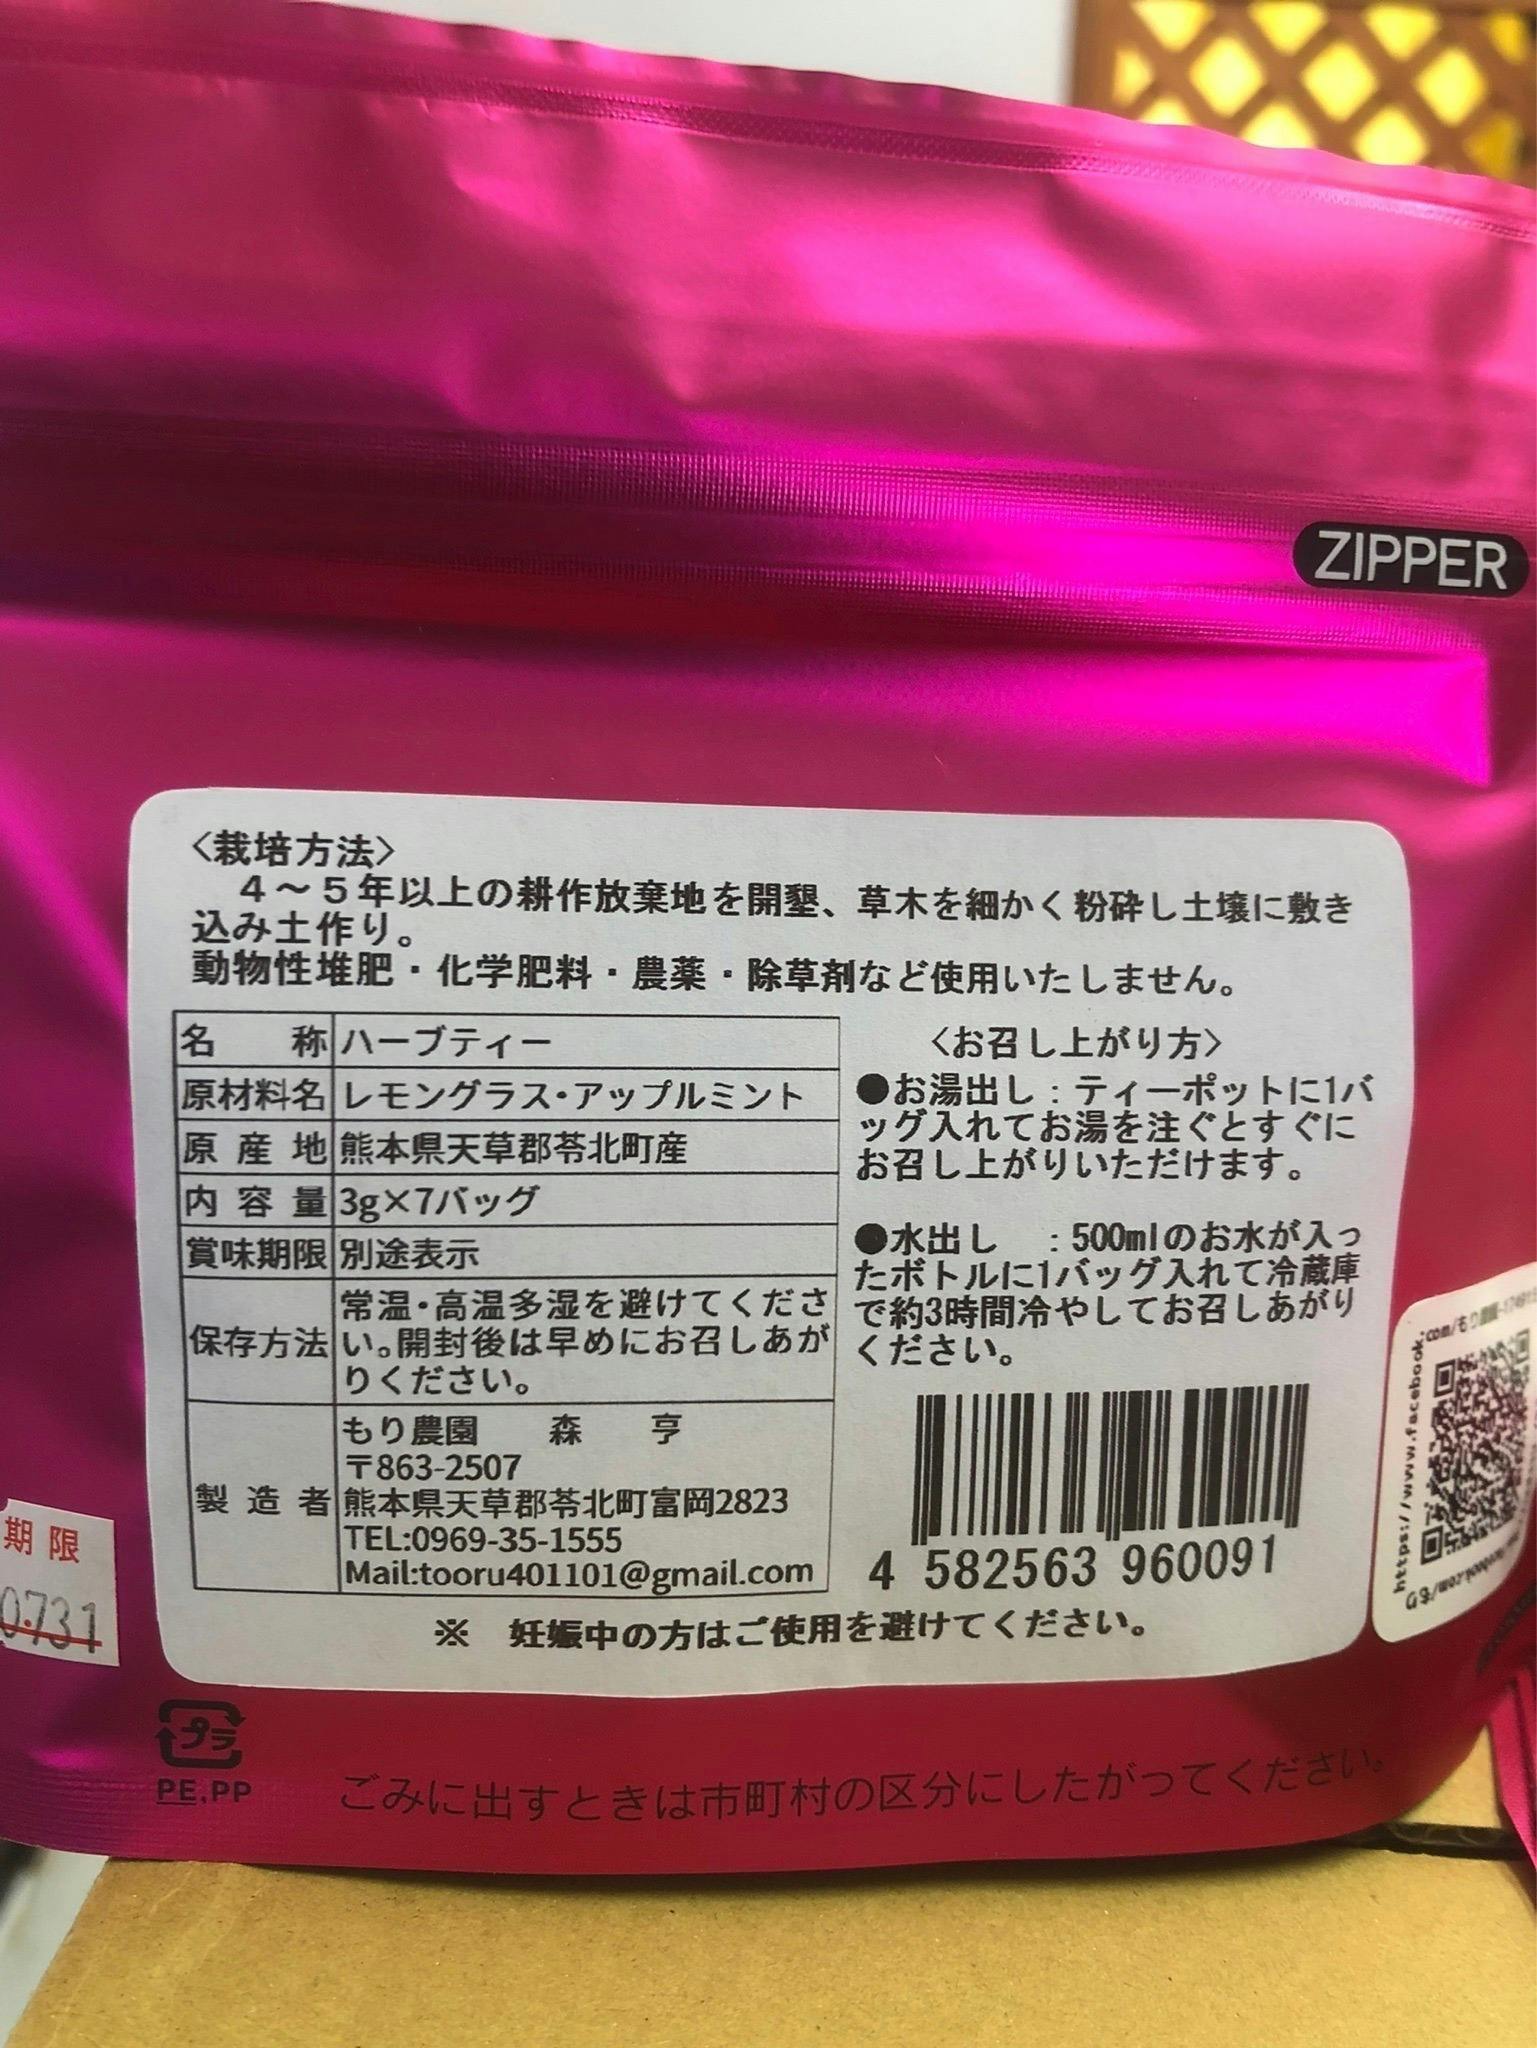 ZIPPER
〈栽培方法〉
４～５年以上の耕作放棄地を開墾、草木を細かく粉砕し土壌に敷き
込み土作り。
動物性堆肥・化学肥料・農薬・除草剤など使用いたしません。
名 称 ハーブティー
原材料名 レモングラス・アップルミント
原産地 熊本県天草郡苓北町産
内容量 3g×7バッグ
賞味期限 別途表示
保存方法 常温・高温多湿を避けてくださ
い。開封後は早めにお召しあが
りください。
製造者 もり農園 森 亨
〒863-2507
熊本県天草郡苓北町富岡2823
TEL:0969-35-1555
Mail:tooru401101@gmail.com
〈お召し上がり方〉
●お湯出し：ティーポットに1バ
ッグ入れてお湯を注ぐとすぐに
お召し上がりいただけます。
●水出し ：500mlのお水が入っ
たボトルに1バッグ入れて冷蔵庫
で約3時間冷やしてお召しあがり
ください。
4 582563 960091
※ 妊娠中の方はご使用を避けてください。
期限
0731
https://www.facebook.com/もり農園
プラ
PE,PP
ごみに出すときは市町村の区分にしたがってください。